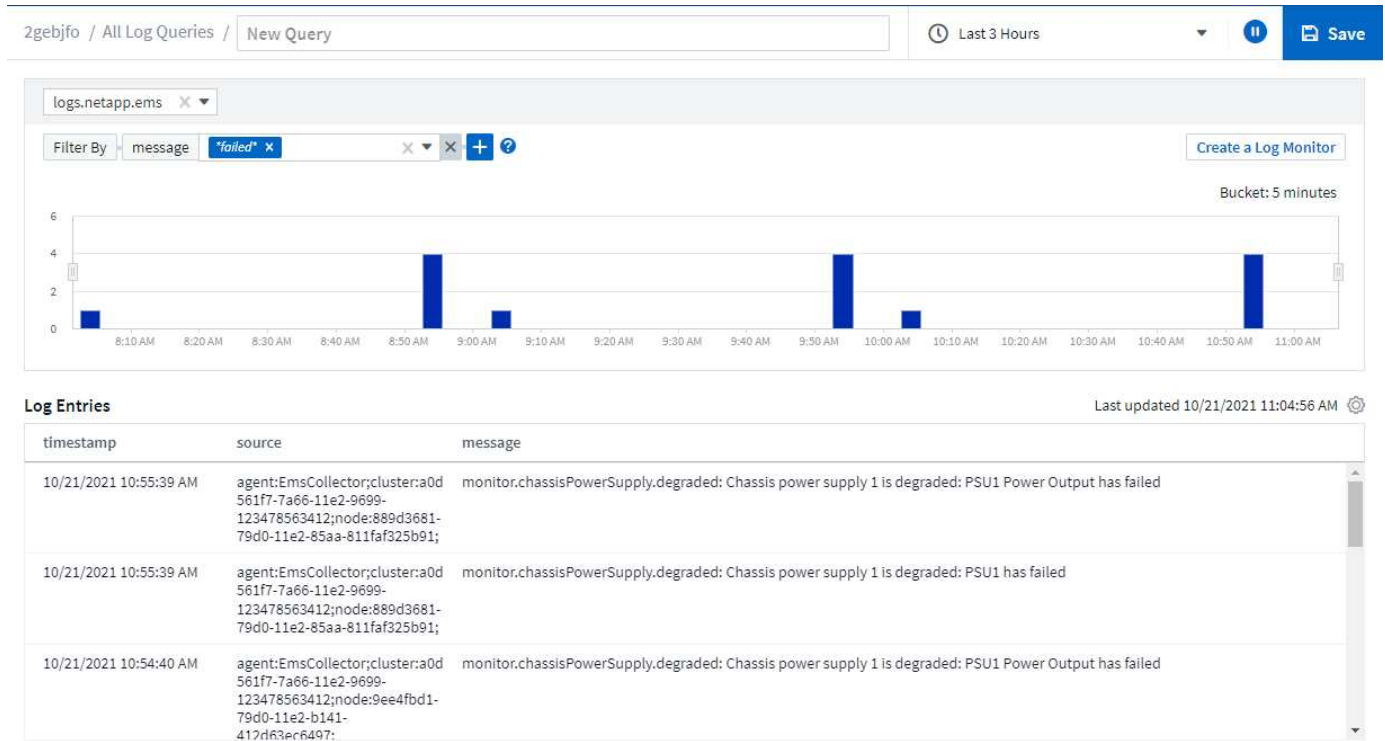 2gebjfo / All Log Queries / New Query Last 3 Hours Save
logs.netapp.ems
Filter By message *failed* Create a Log Monitor
Bucket: 5 minutes
6
4
2
0
8:10 AM 8:20 AM 8:30 AM 8:40 AM 8:50 AM 9:00 AM 9:10 AM 9:20 AM 9:30 AM 9:40 AM 9:50 AM 10:00 AM 10:10 AM 10:20 AM 10:30 AM 10:40 AM 10:50 AM 11:00 AM
Log Entries Last updated 10/21/2021 11:04:56 AM
timestamp source message
10/21/2021 10:55:39 AM agent:EmsCollector;cluster:a0d monitor.chassisPowerSupply.degraded: Chassis power supply 1 is degraded: PSU1 Power Output has failed
561f7-7a66-11e2-9699-
123478563412;node:889d3681-
79d0-11e2-85aa-811faf325b91;
10/21/2021 10:55:39 AM agent:EmsCollector;cluster:a0d monitor.chassisPowerSupply.degraded: Chassis power supply 1 is degraded: PSU1 has failed
561f7-7a66-11e2-9699-
123478563412;node:889d3681-
79d0-11e2-85aa-811faf325b91;
10/21/2021 10:54:40 AM agent:EmsCollector;cluster:a0d monitor.chassisPowerSupply.degraded: Chassis power supply 1 is degraded: PSU1 Power Output has failed
561f7-7a66-11e2-9699-
123478563412;node:9ee4fbd1-
79d0-11e2-b141-
412d63ec6497;